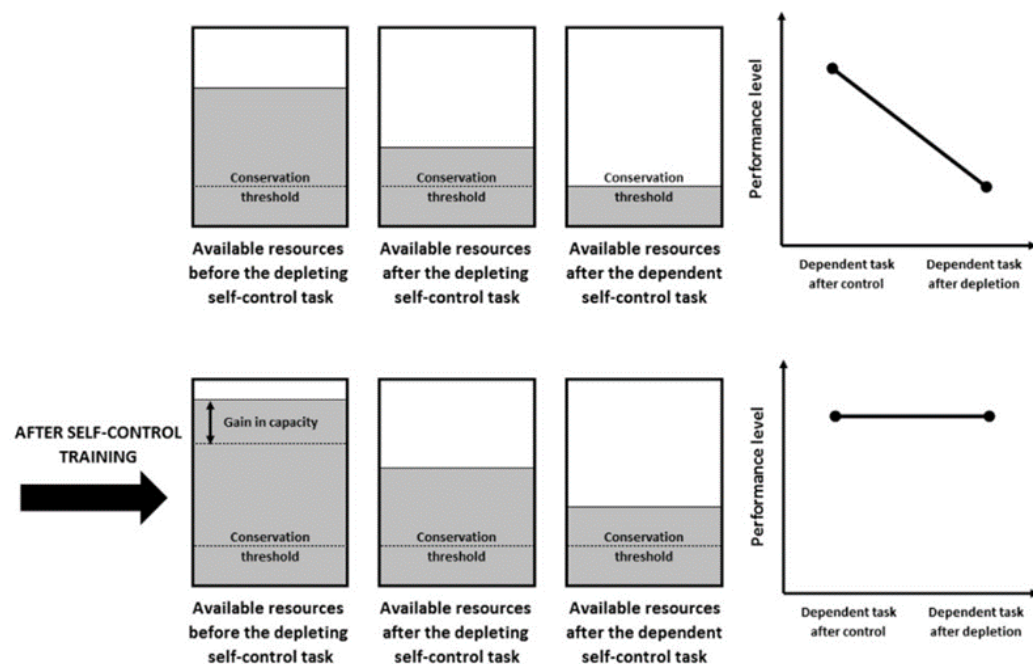 Conservation
threshold
Available resources
before the depleting
self-control task
Conservation
threshold
Available resources
after the depleting
self-control task
Conservation
threshold
Available resources
after the dependent
self-control task
Performance level
Dependent task
after control
Dependent task
after depletion
AFTER SELF-CONTROL
TRAINING
Gain in capacity
Conservation
threshold
Available resources
before the depleting
self-control task
Conservation
threshold
Available resources
after the depleting
self-control task
Conservation
threshold
Available resources
after the dependent
self-control task
Performance level
Dependent task
after control
Dependent task
after depletion